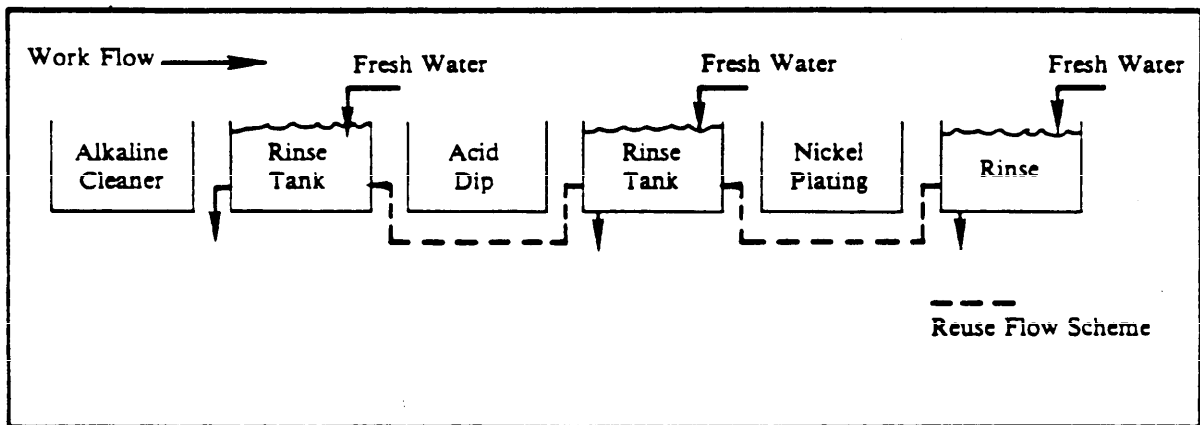 Work Flow
Fresh Water
Fresh Water
Fresh Water
Alkaline
Cleaner
Rinse
Tank
Acid
Dip
Rinse
Tank
Nickel
Plating
Rinse
Reuse Flow Scheme